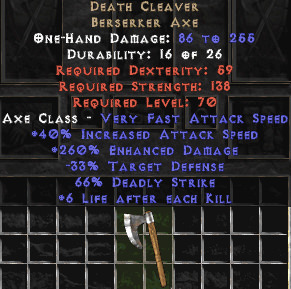 Death Cleaver
Berserker Axe
One-Hand Damage: 86 to 255
Durability: 16 of 26
Required Dexterity: 59
Required Strength: 138
Required Level: 70
Axe Class - Very Fast Attack Speed
+40% Increased Attack Speed
+260% Enhanced Damage
-33% Target Defense
66% Deadly Strike
+6 Life after each Kill